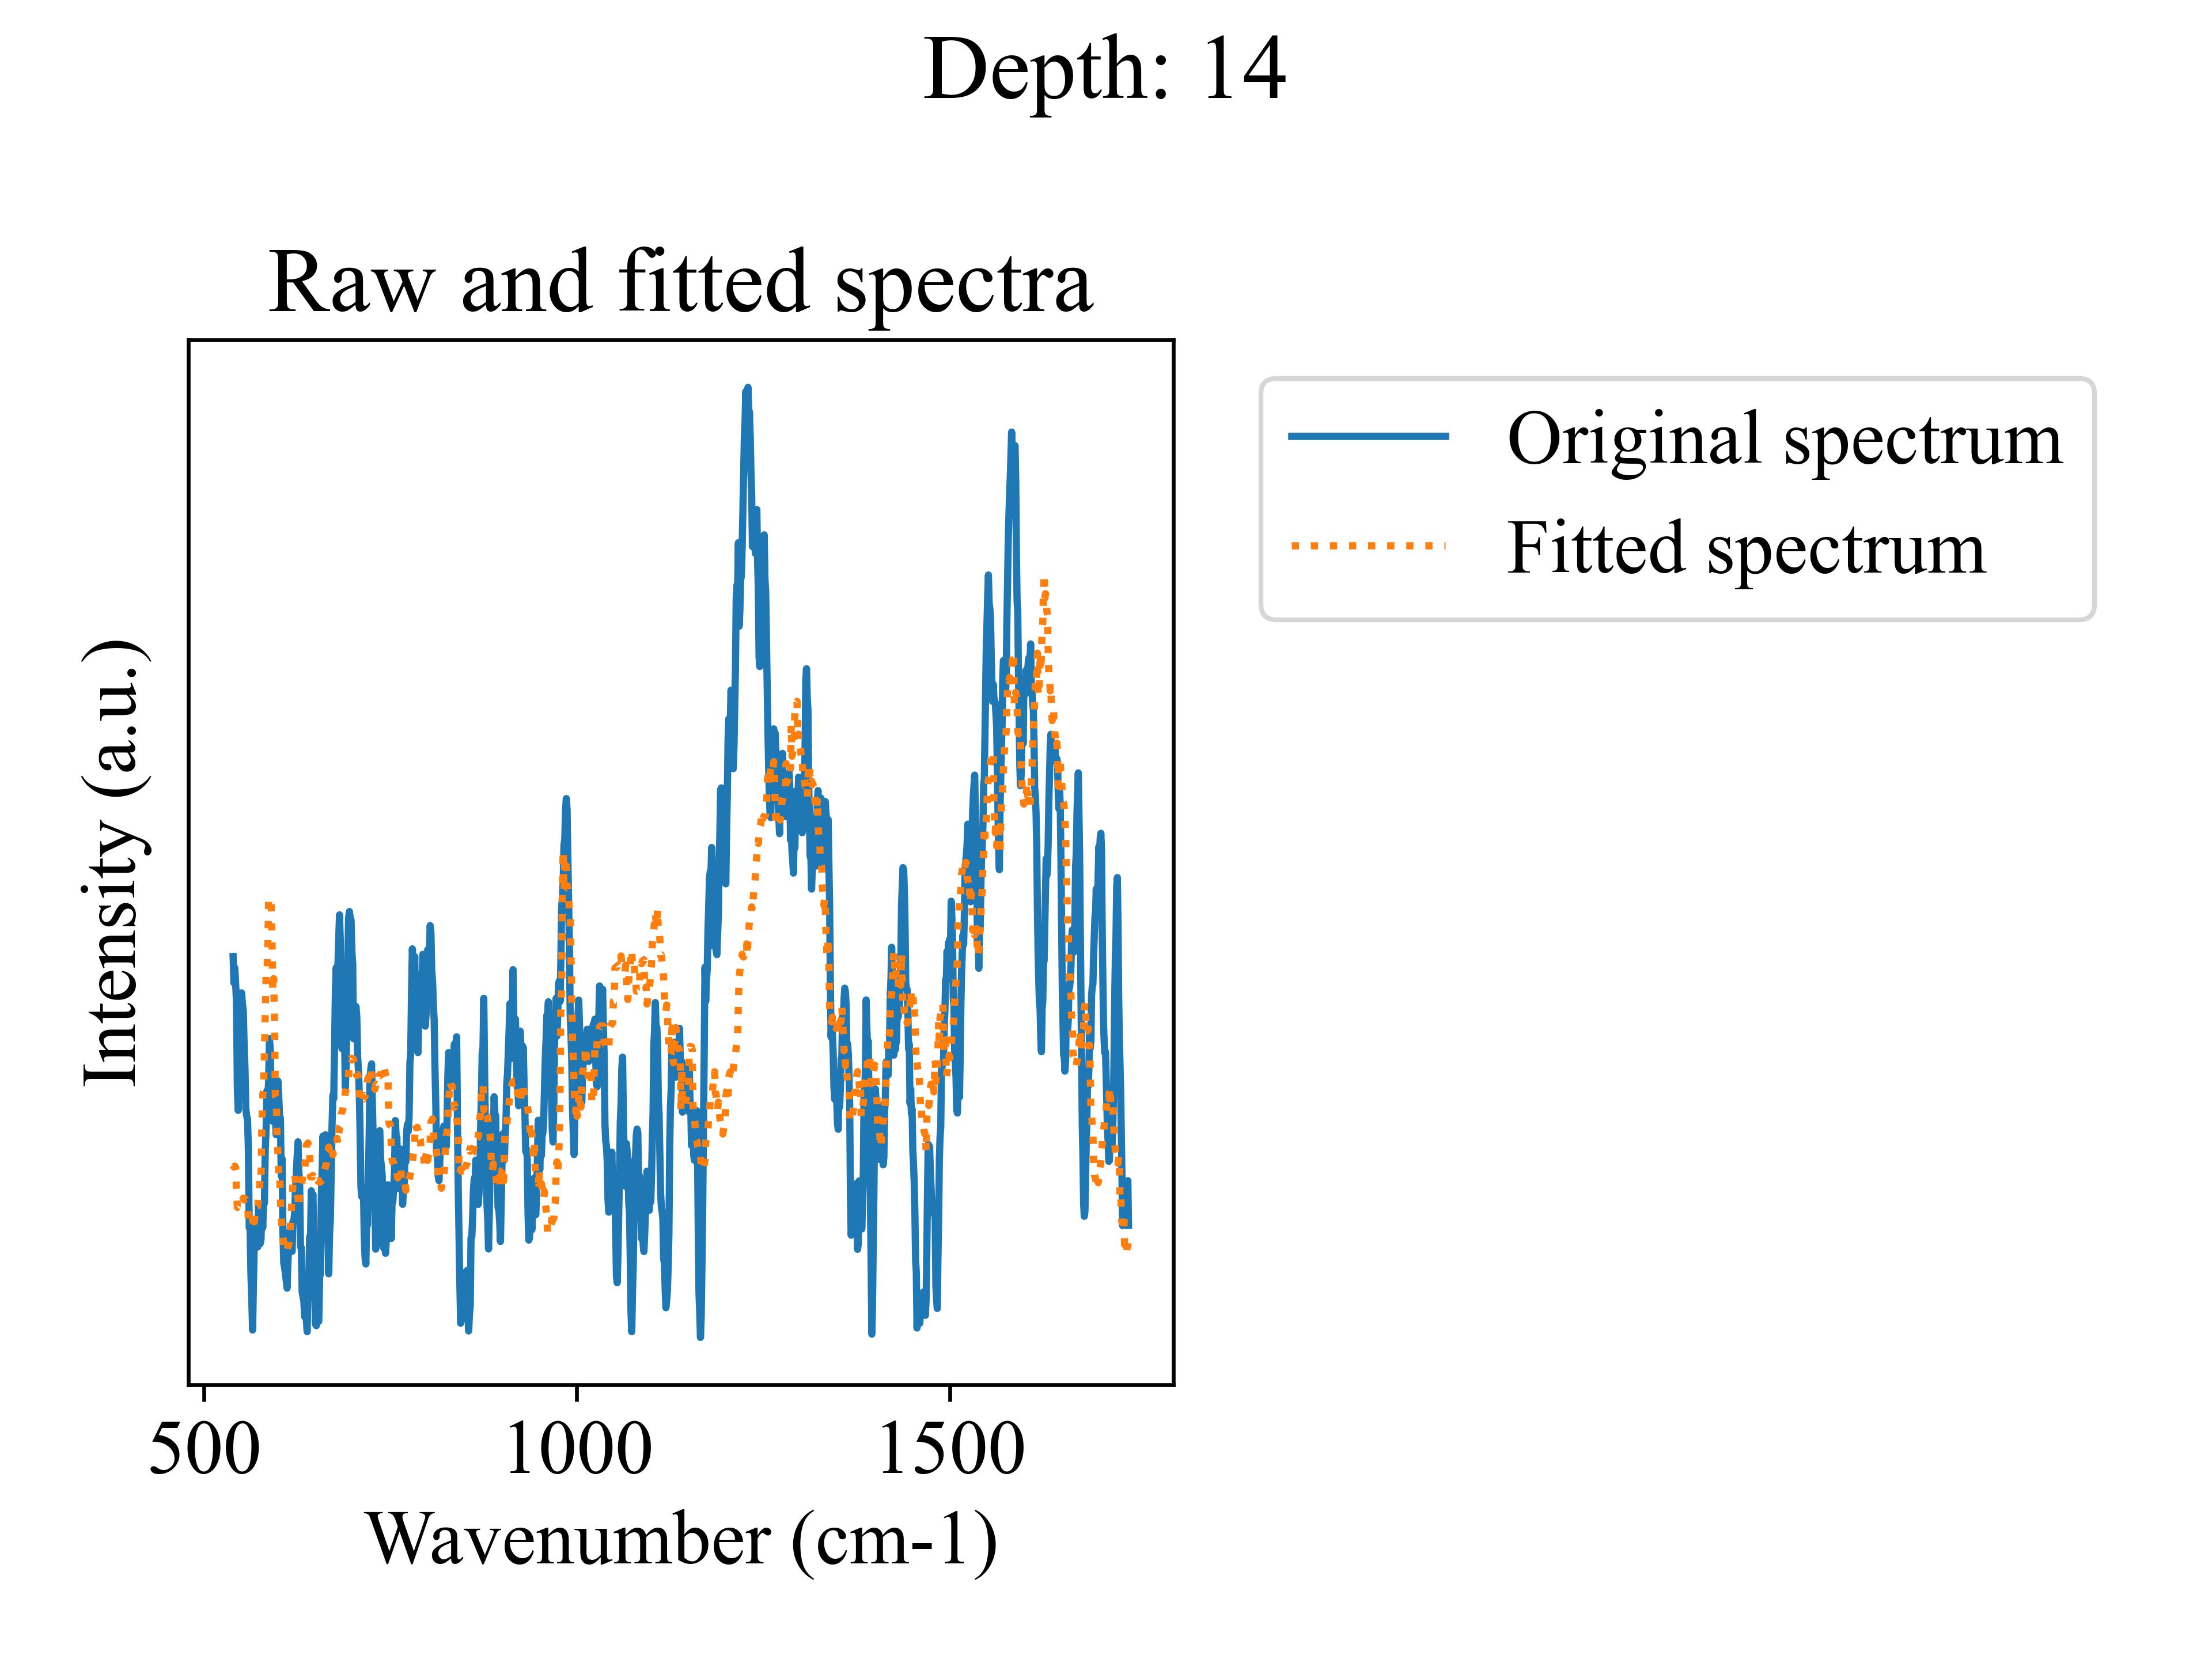 Depth: 14
Raw and fitted spectra
Original spectrum
Fitted spectrum
Intensity (a.u.)
500 1000 1500
Wavenumber (cm-1)